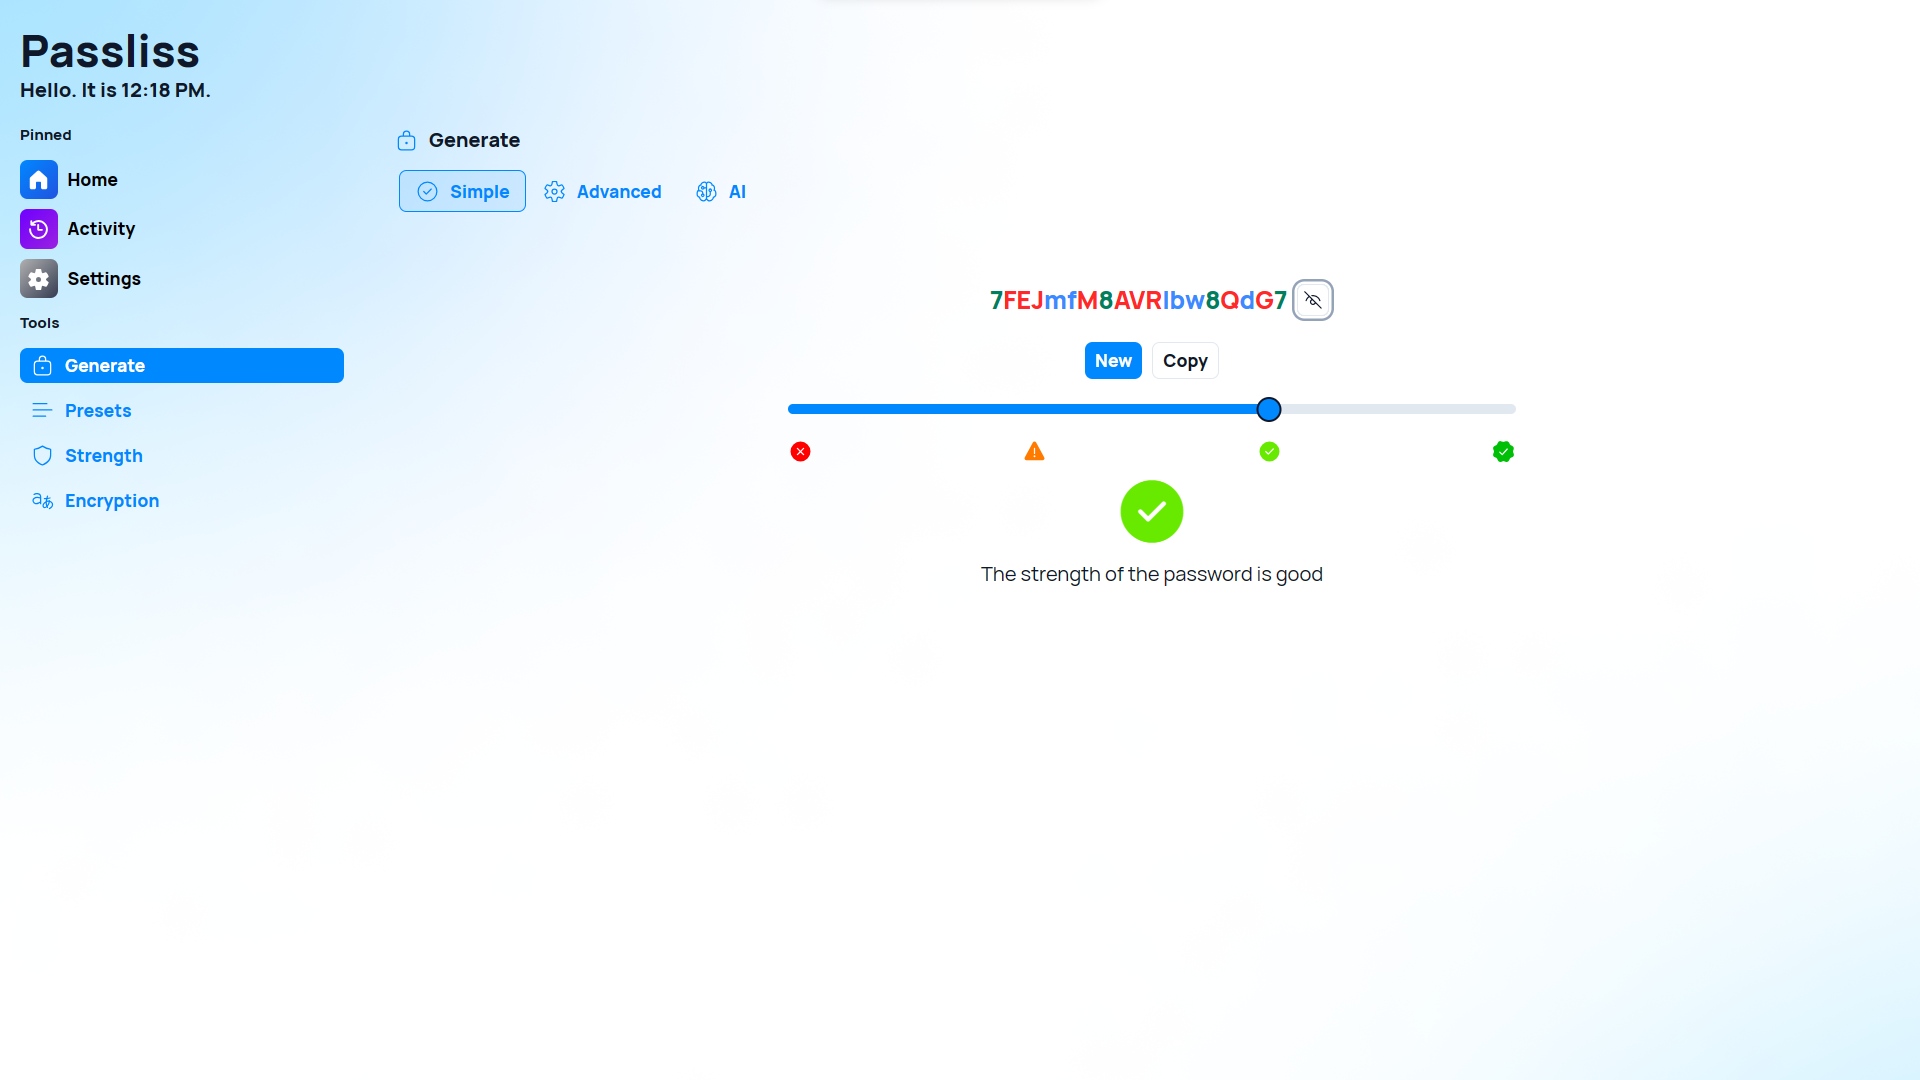 Passliss
Hello. It is 12:18 PM.
Pinned
Home
Activity
Settings
Tools
Generate
Presets
Strength
Encryption
Generate
Simple
Advanced
AI
7FEJmfM8AVRlbw8QdG7
New
Copy
The strength of the password is good